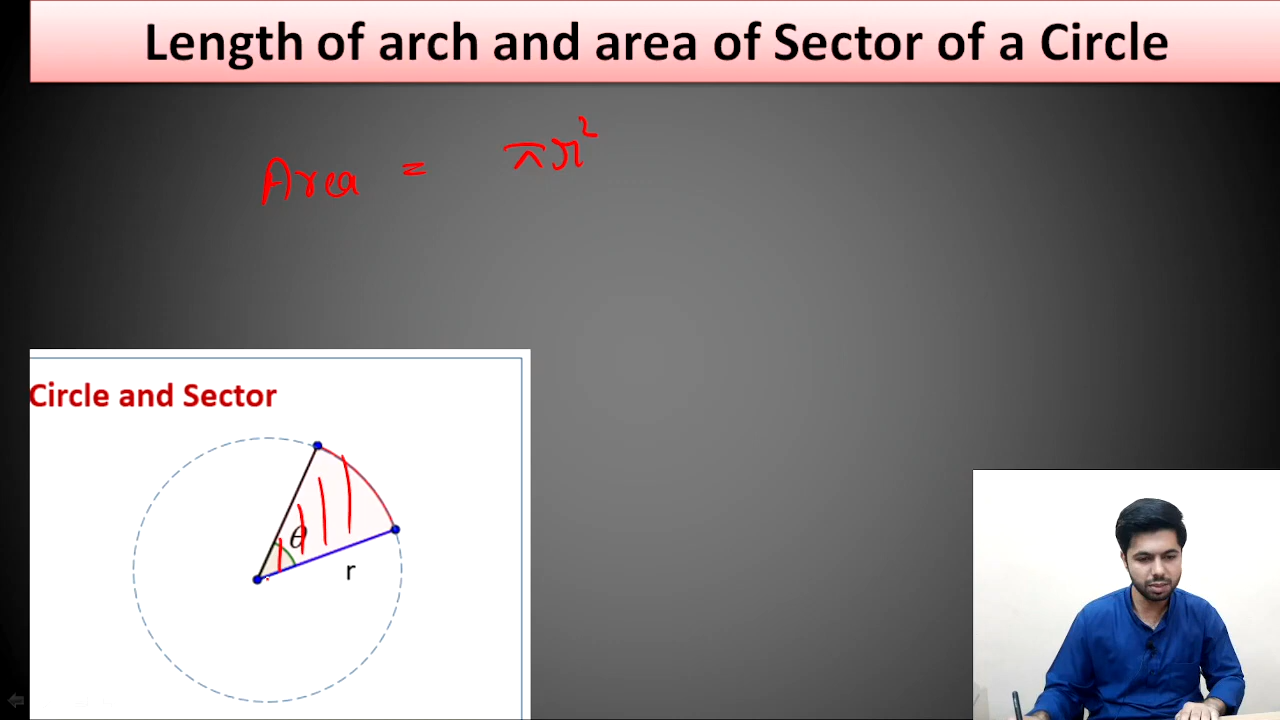 Length of arch and area of Sector of a Circle
Area = πr²
Circle and Sector
θ
r